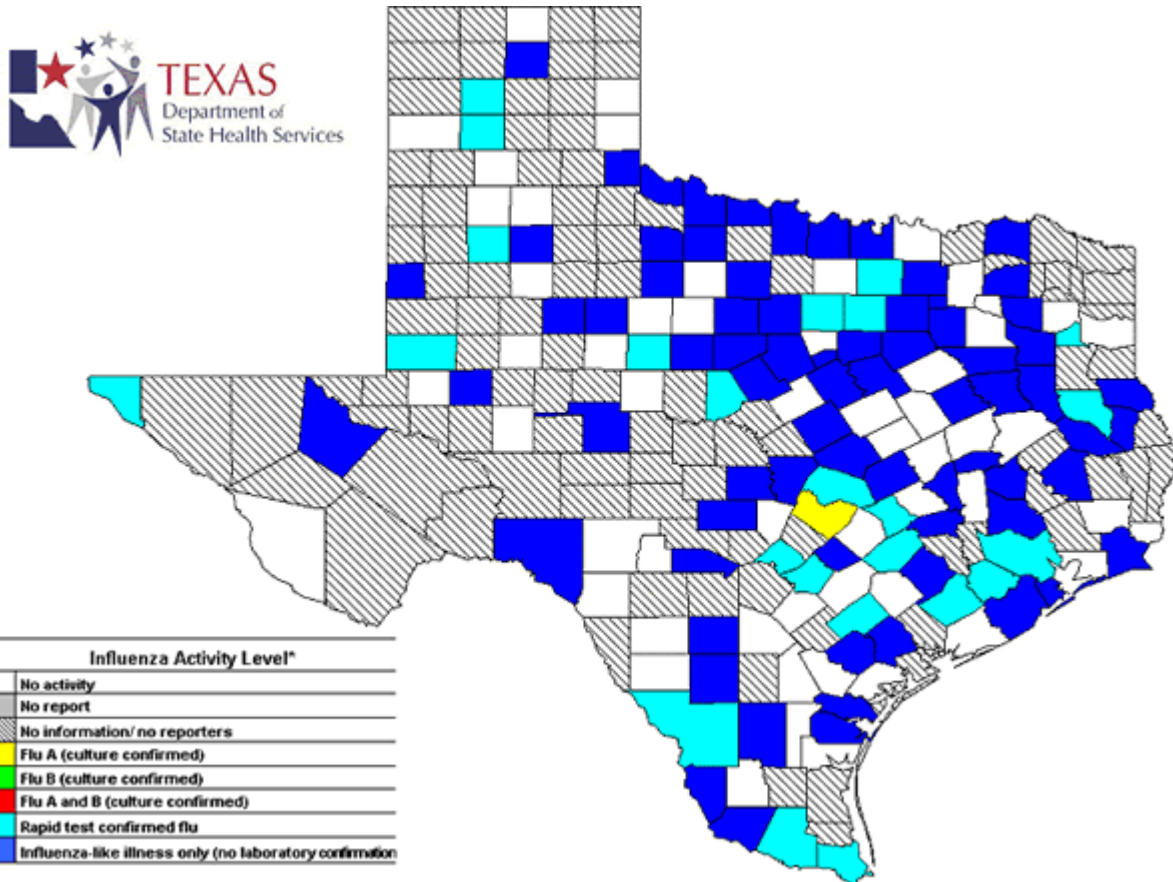 TEXAS
Department of
State Health Services
Influenza Activity Level*
No activity
No report
No information/ no reporters
Flu A (culture confirmed)
Flu B (culture confirmed)
Flu A and B (culture confirmed)
Rapid test confirmed flu
Influenza-like illness only (no laboratory confirmation